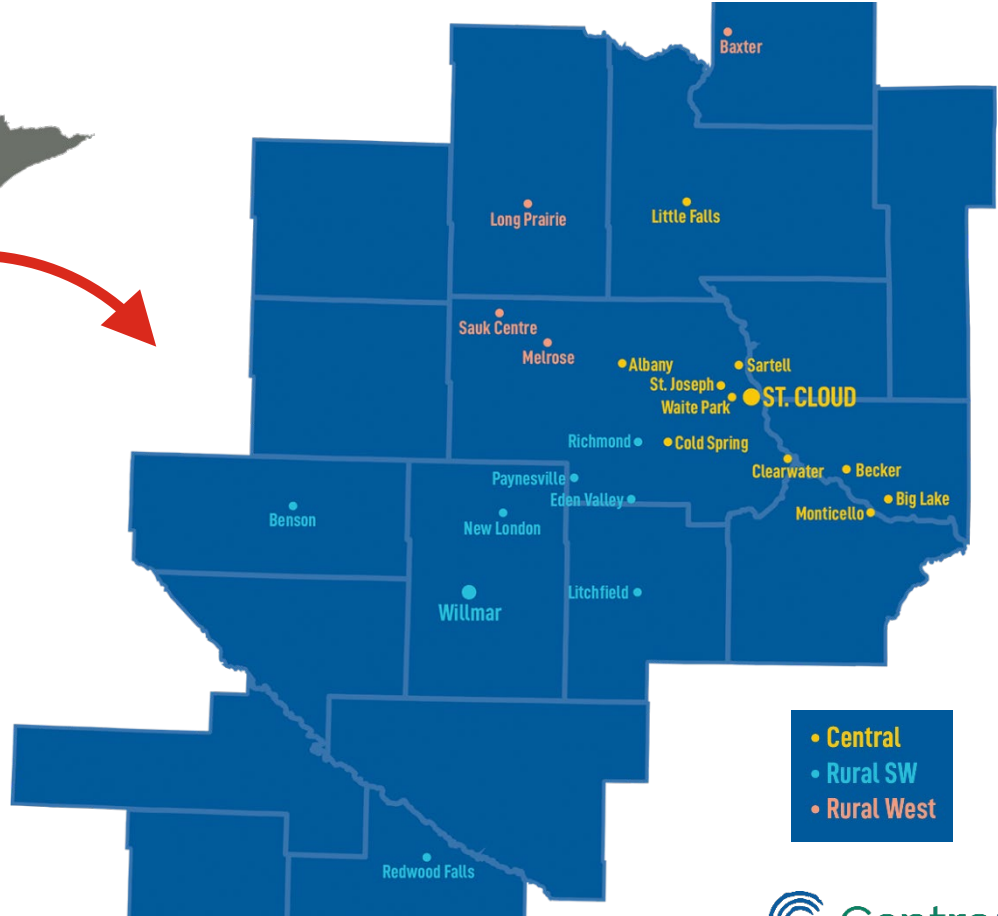 Baxter
Long Prairie
Little Falls
Sauk Centre
Melrose
Albany
Sartell
St. Joseph
ST. CLOUD
Waite Park
Richmond
Cold Spring
Clearwater
Becker
Paynesville
Eden Valley
Big Lake
Benson
New London
Monticello
Willmar
Litchfield
• Central
• Rural SW
• Rural West
Redwood Falls